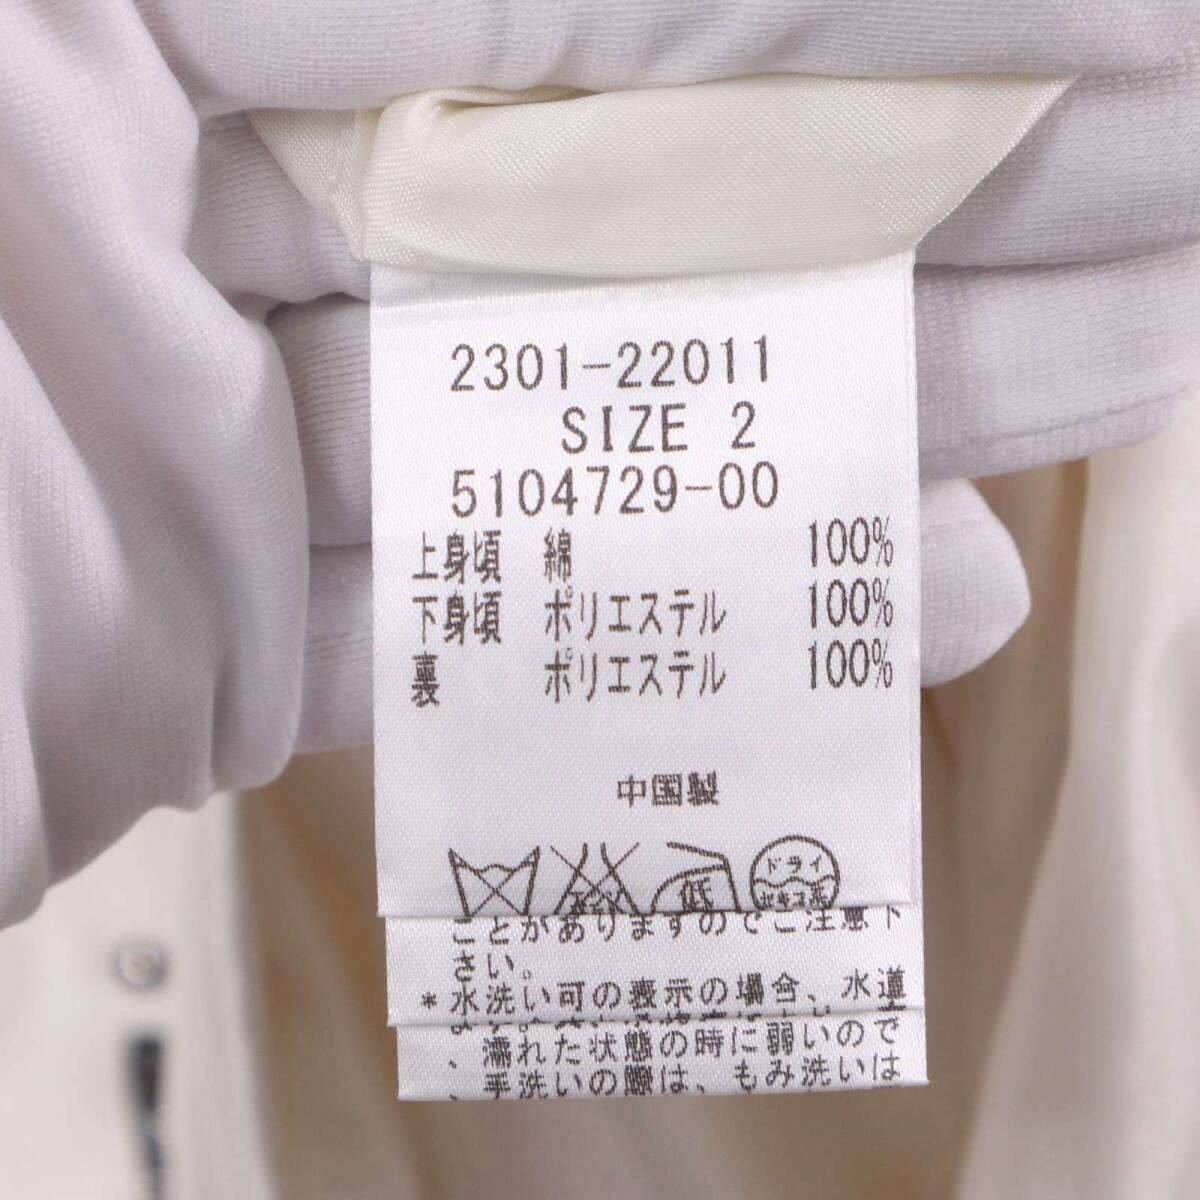 2301-22011
SIZE 2
5104729-00
上身頃 綿 100%
下身頃 ポリエステル 100%
裏 ポリエステル 100%
中国製
低
ドライ
セキユ系
ことがありますのでご注意下
さい。
*水洗い可の表示の場合、水道
、濡れた状態の時に弱いので
、手洗いの際は、もみ洗いは